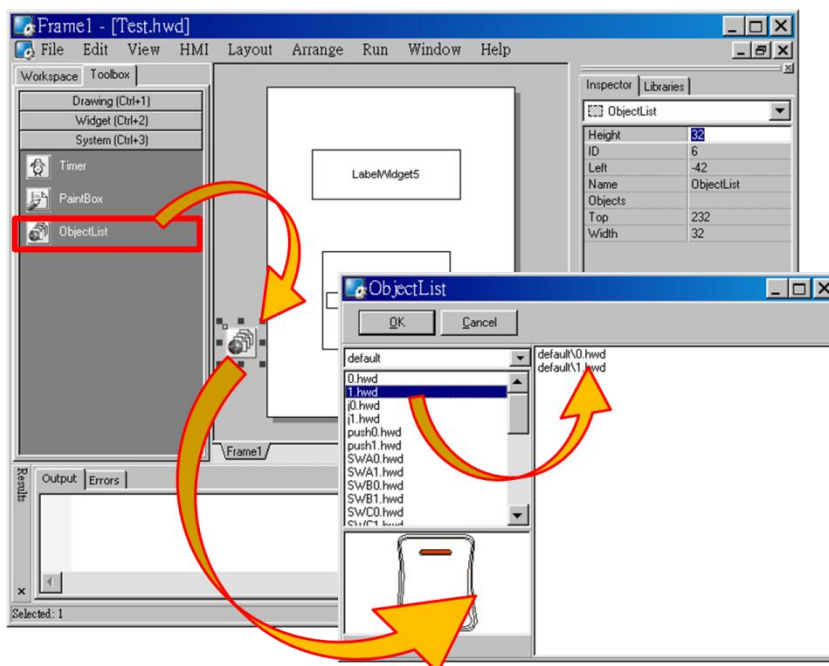 Frame1 - [Test.hwd]
File Edit View HMI Layout Arrange Run Window Help
Workspace Toolbox
Drawing (Ctrl+1)
Widget (Ctrl+2)
System (Ctrl+3)
Timer
PaintBox
ObjectList
LabelWidget5
Frame1
Inspector Libraries
ObjectList
Height 32
ID 6
Left -42
Name ObjectList
Objects
Top 232
Width 32
ObjectList
OK Cancel
default
0.hwd
1.hwd
j0.hwd
j1.hwd
push0.hwd
push1.hwd
SWA0.hwd
SWA1.hwd
SWB0.hwd
SWB1.hwd
SWC0.hwd
SWC1.hwd
default\0.hwd
default\1.hwd
Results
Output Errors
Selected: 1